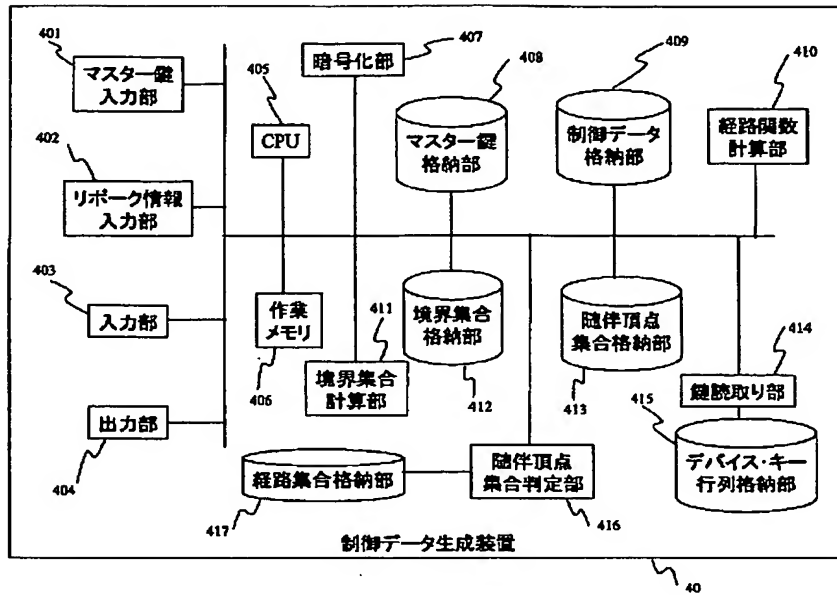 401
マスター鍵
入力部
402
リボーク情報
入力部
403
入力部
出力部
404
405
CPU
作業
メモリ
406
暗号化部
407
境界集合
計算部
411
408
マスター鍵
格納部
境界集合
格納部
412
409
制御データ
格納部
随伴頂点
集合格納部
413
410
経路関数
計算部
414
鍵読取り部
415
デバイス・キー
行列格納部
経路集合格納部
417
随伴頂点
集合判定部
416
制御データ生成装置
40